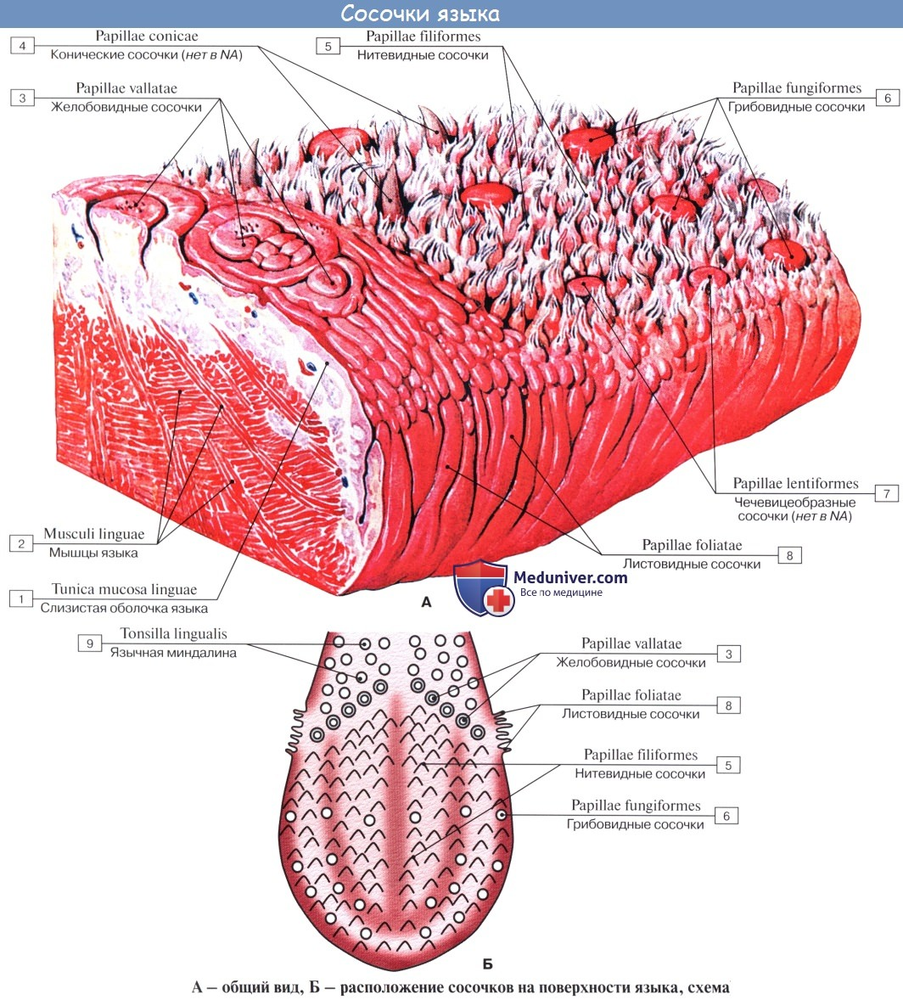 Сосочки языка
4
Papillae conicae
Конические сосочки (нет в NA)
5
Papillae filiformes
Нитевидные сосочки
3
Papillae vallatae
Желобовидные сосочки
Papillae fungiformes
Грибовидные сосочки
6
Papillae lentiformes
Чечевицеобразные
сосочки (нет в NA)
7
2
Musculi linguae
Мышцы языка
Papillae foliatae
Листовидные сосочки
8
1
Tunica mucosa linguae
Слизистая оболочка языка
А
Meduniver.com
Все по медицине
9
Tonsilla lingualis
Язычная миндалина
Papillae vallatae
Желобовидные сосочки
3
Papillae foliatae
Листовидные сосочки
8
Papillae filiformes
Нитевидные сосочки
5
Papillae fungiformes
Грибовидные сосочки
6
Б
А – общий вид, Б – расположение сосочков на поверхности языка, схема